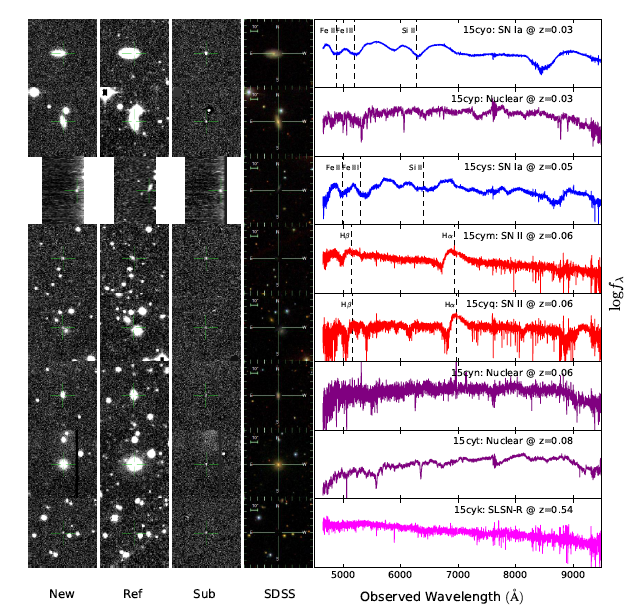 Fe II Fe III Si II 15cyo: SN Ia @ z=0.03
15cyp: Nuclear @ z=0.03
Fe II Fe III Si II 15cys: SN Ia @ z=0.05
Hβ Hα 15cym: SN II @ z=0.06
Hβ Hα 15cyq: SN II @ z=0.06
15cyn: Nuclear @ z=0.06
15cyt: Nuclear @ z=0.08
15cyk: SLSN-R @ z=0.54
log fλ
5000 6000 7000 8000 9000
New Ref Sub SDSS Observed Wavelength (Å)